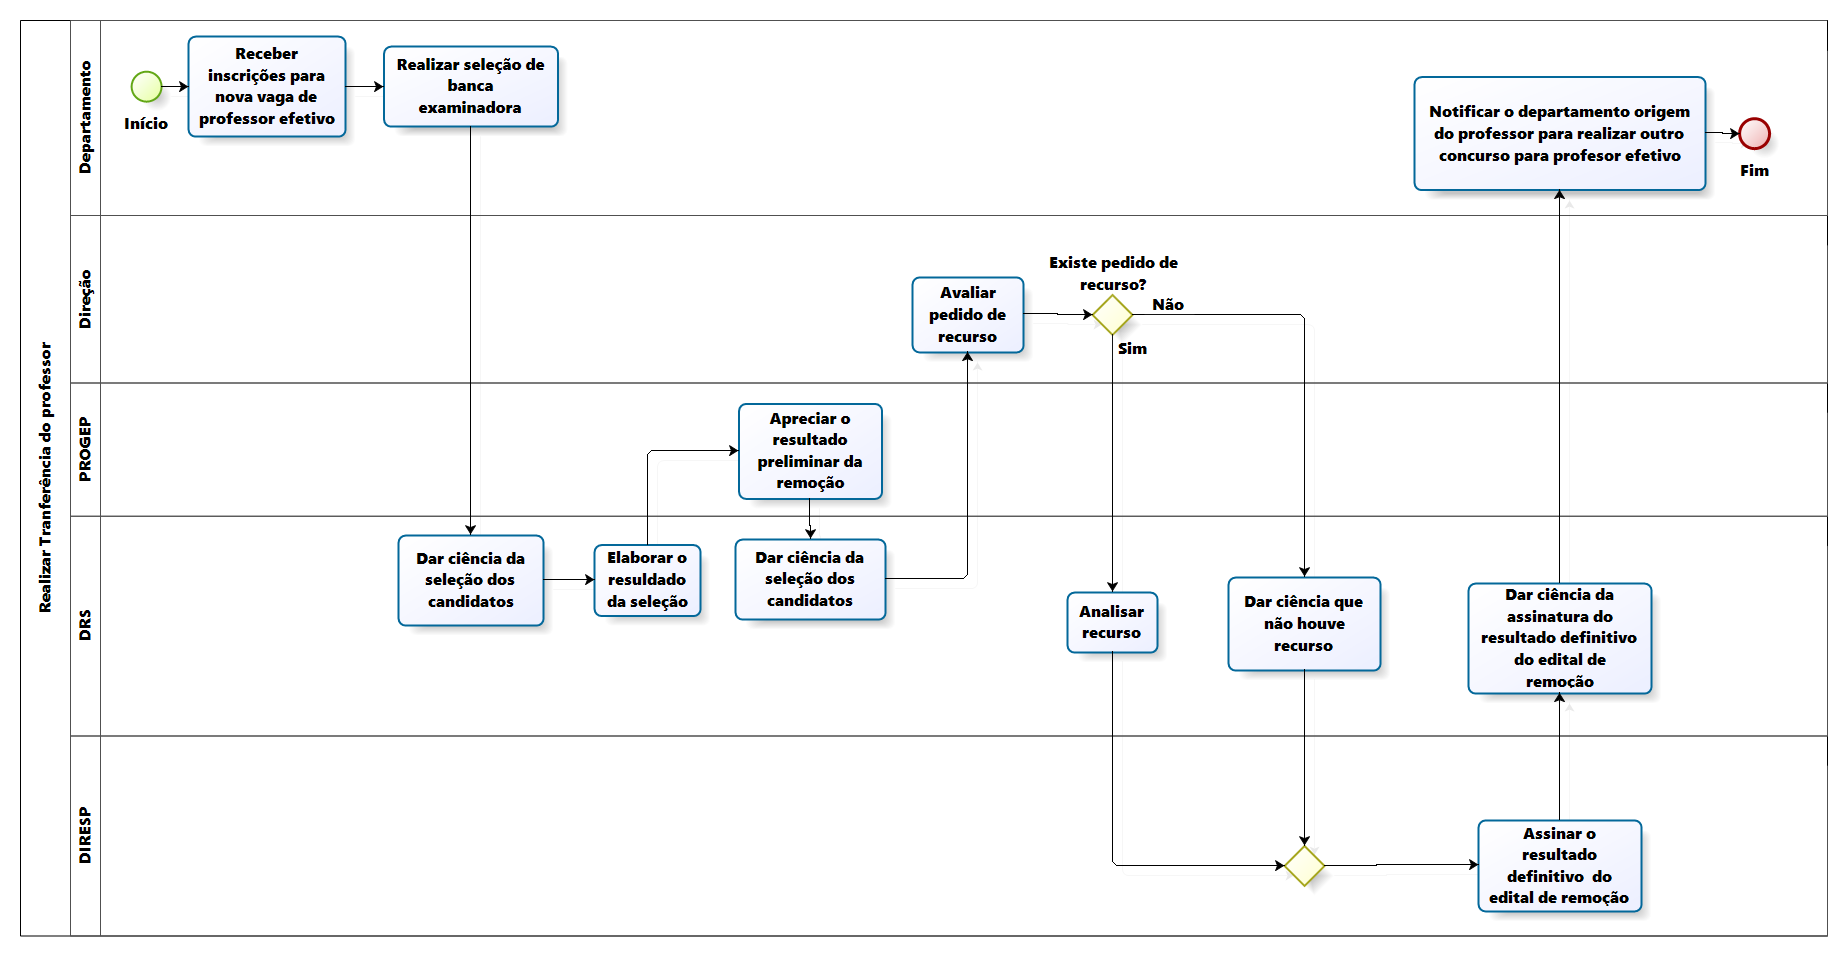 Realizar Tranferência do professor
Departamento
Início
Receber
inscrições para
nova vaga de
professor efetivo
Realizar seleção de
banca
examinadora
Notificar o departamento origem
do professor para realizar outro
concurso para profesor efetivo
Fim
Direção
Avaliar
pedido de
recurso
Existe pedido de
recurso?
Não
Sim
PROGEP
Apreciar o
resultado
preliminar da
remoção
DRS
Dar ciência da
seleção dos
candidatos
Elaborar o
resuldado
da seleção
Dar ciência da
seleção dos
candidatos
Analisar
recurso
Dar ciência que
não houve
recurso
Dar ciência da
assinatura do
resultado definitivo
do edital de
remoção
DIRESP
Assinar o
resultado
definitivo  do
edital de remoção